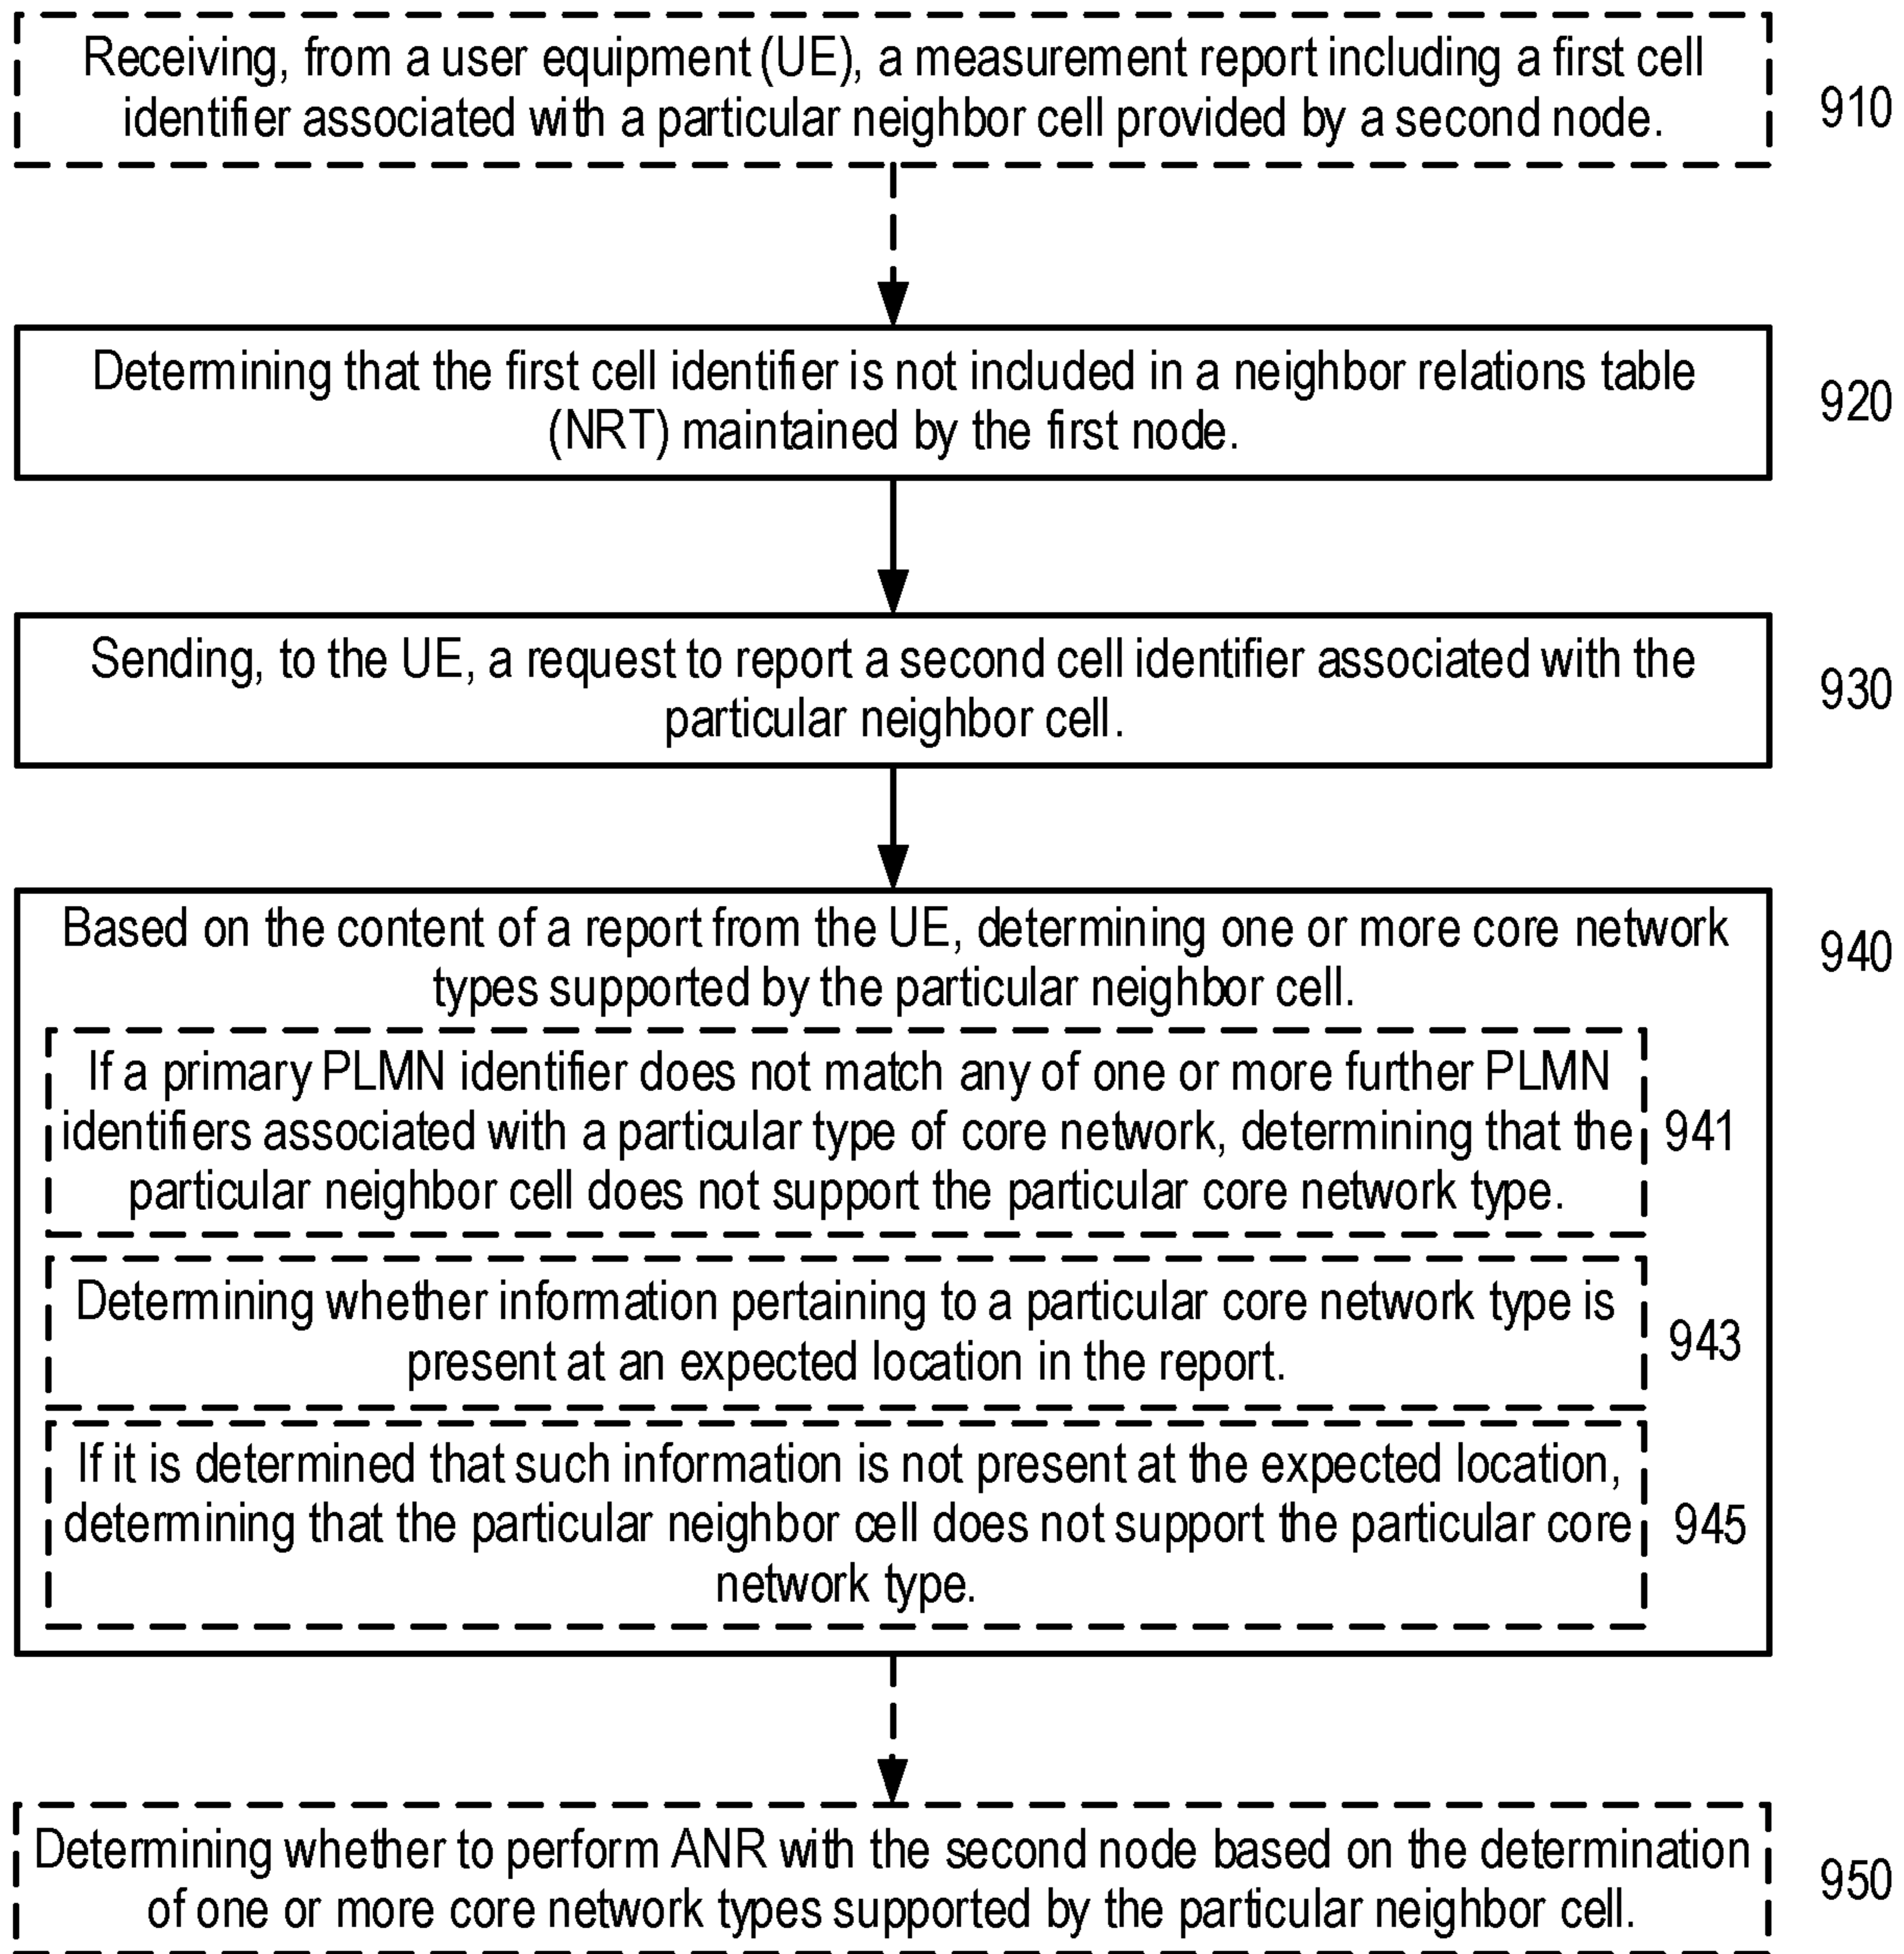 Receiving, from a user equipment (UE), a measurement report including a first cell
identifier associated with a particular neighbor cell provided by a second node.
910
Determining that the first cell identifier is not included in a neighbor relations table
(NRT) maintained by the first node.
920
Sending, to the UE, a request to report a second cell identifier associated with the
particular neighbor cell.
930
Based on the content of a report from the UE, determining one or more core network
types supported by the particular neighbor cell.
940
If a primary PLMN identifier does not match any of one or more further PLMN
identifiers associated with a particular type of core network, determining that the
particular neighbor cell does not support the particular core network type.
941
Determining whether information pertaining to a particular core network type is
present at an expected location in the report.
943
If it is determined that such information is not present at the expected location,
determining that the particular neighbor cell does not support the particular core
network type.
945
Determining whether to perform ANR with the second node based on the determination
of one or more core network types supported by the particular neighbor cell.
950